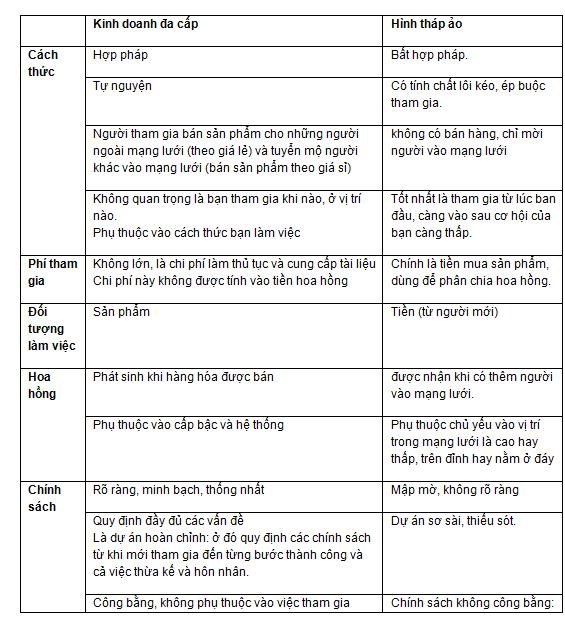 Kinh doanh đa cấp
Hình tháp ảo
Cách
thức
Hợp pháp
Bất hợp pháp.
Tự nguyện
Có tính chất lôi kéo, ép buộc
tham gia.
Người tham gia bán sản phẩm cho những người
ngoài mạng lưới (theo giá lẻ) và tuyển mộ người
khác vào mạng lưới (bán sản phẩm theo giá sỉ)
không có bán hàng, chỉ mời
người vào mạng lưới
Không quan trọng là bạn tham gia khi nào, ở vị trí
nào.
Phụ thuộc vào cách thức bạn làm việc
Tốt nhất là tham gia từ lúc ban
đầu, càng vào sau cơ hội của
bạn càng thấp.
Phí tham
gia
Không lớn, là chi phí làm thủ tục và cung cấp tài liệu
Chi phí này không được tính vào tiền hoa hồng
Chính là tiền mua sản phẩm,
dùng để phân chia hoa hồng.
Đối
tượng
làm việc
Sản phẩm
Tiền (từ người mới)
Hoa
hồng
Phát sinh khi hàng hóa được bán
được nhận khi có thêm người
vào mạng lưới.
Phụ thuộc vào cấp bậc và hệ thống
Phụ thuộc chủ yếu vào vị trí
trong mạng lưới là cao hay
thấp, trên đỉnh hay nằm ở đáy
Chính
sách
Rõ ràng, minh bạch, thống nhất
Mập mờ, không rõ ràng
Quy định đầy đủ các vấn đề
Là dự án hoàn chỉnh: ở đó quy định các chính sách
từ khi mới tham gia đến từng bước thành công và
cả việc thừa kế và hôn nhân.
Dự án sơ sài, thiếu sót.
Công bằng, không phụ thuộc vào việc tham gia
Chính sách không công bằng: